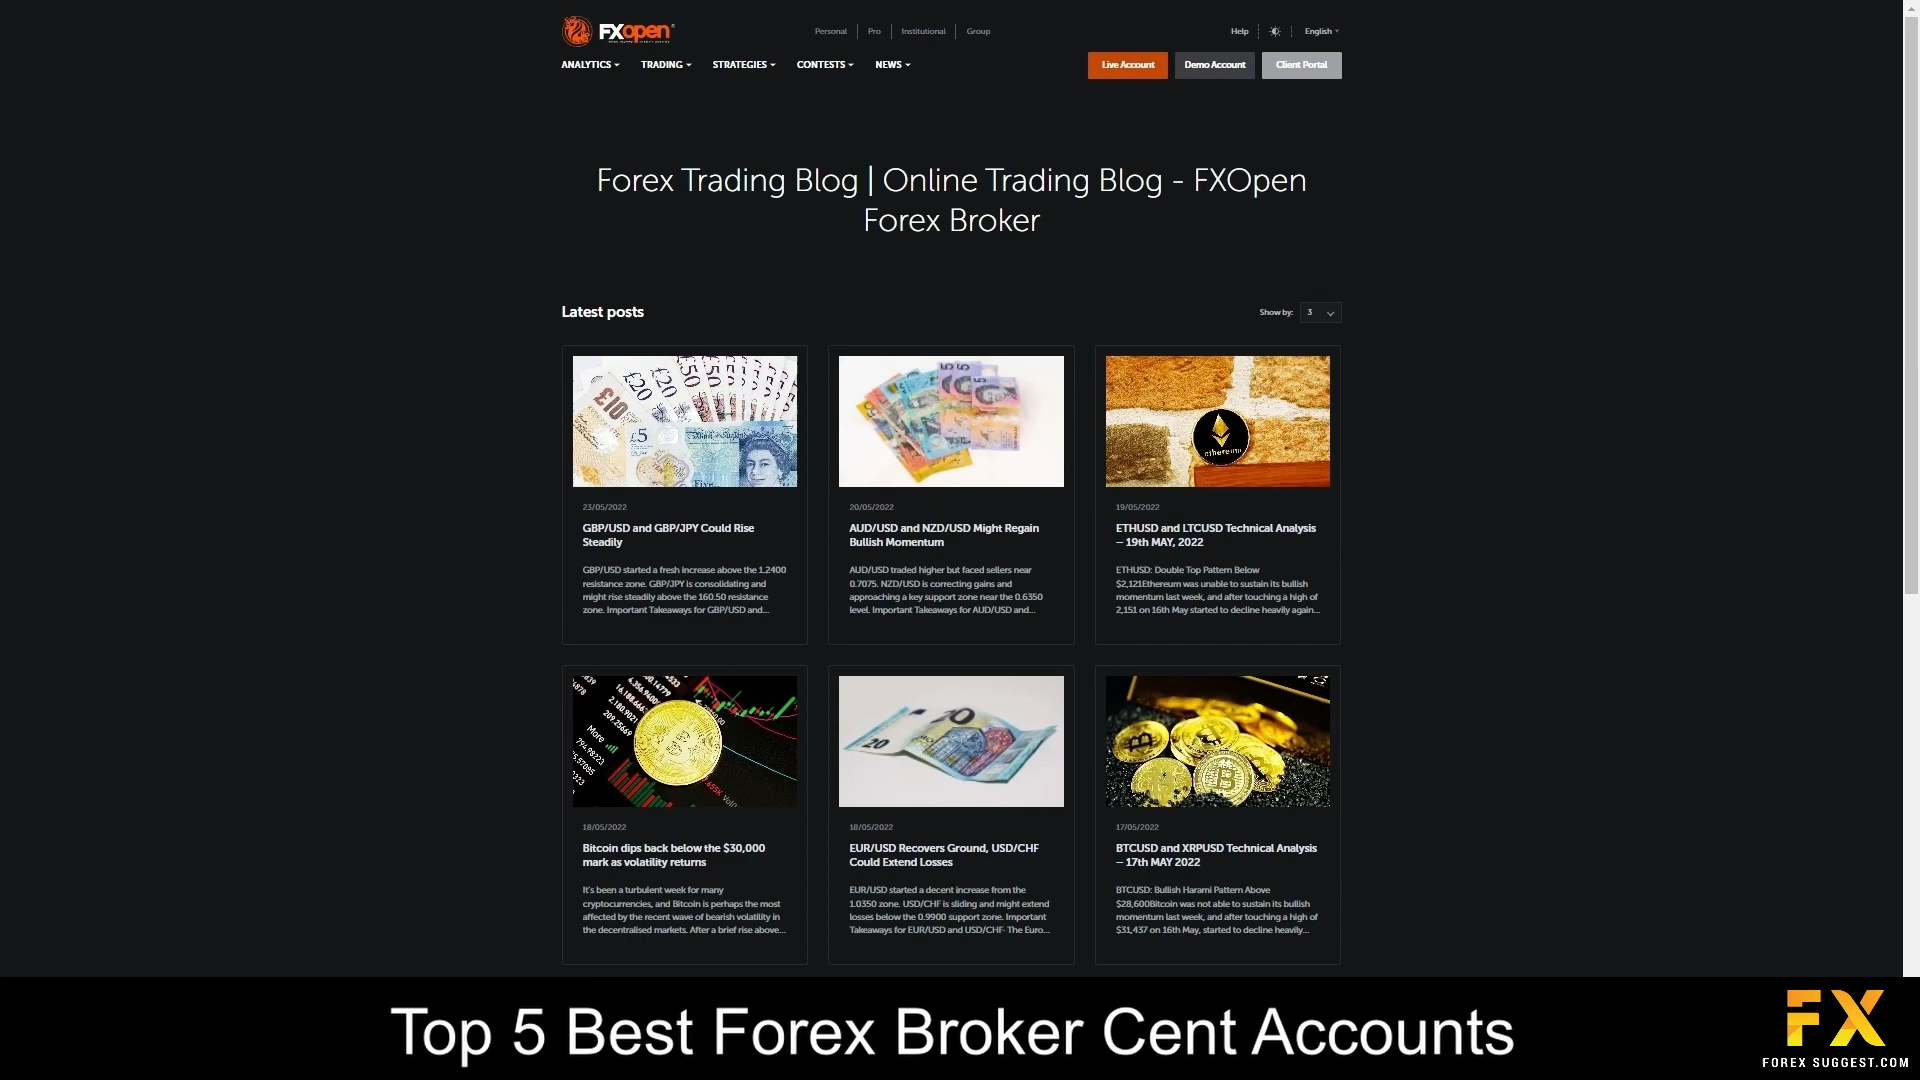 FXopen
Personal
Pro
Institutional
Group
Help
English
ANALYTICS
TRADING
STRATEGIES
CONTESTS
NEWS
Live Account
Demo Account
Client Portal
Forex Trading Blog | Online Trading Blog - FXOpen
Forex Broker
Latest posts
Show by:
3
£10
£20
£20
£50
£5
Five
5
5
5
ethereum
23/05/2022
GBP/USD and GBP/JPY Could Rise
Steadily
GBP/USD started a fresh increase above the 1.2400
resistance zone. GBP/JPY is consolidating and
might rise steadily above the 160.50 resistance
zone. Important Takeaways for GBP/USD and...
20/05/2022
AUD/USD and NZD/USD Might Regain
Bullish Momentum
AUD/USD traded higher but faced sellers near
0.7075. NZD/USD is correcting gains and
approaching a key support zone near the 0.6350
level. Important Takeaways for AUD/USD and...
19/05/2022
ETHUSD and LTCUSD Technical Analysis
– 19th MAY, 2022
ETHUSD: Double Top Pattern Below
$2,121Ethereum was unable to sustain its bullish
momentum last week, and after touching a high of
2,151 on 16th May started to decline heavily again...
More
20
20
18/05/2022
Bitcoin dips back below the $30,000
mark as volatility returns
It's been a turbulent week for many
cryptocurrencies, and Bitcoin is perhaps the most
affected by the recent wave of bearish volatility in
the decentralised markets. After a brief rise above...
18/05/2022
EUR/USD Recovers Ground, USD/CHF
Could Extend Losses
EUR/USD started a decent increase from the
1.0350 zone. USD/CHF is sliding and might extend
losses below the 0.9900 support zone. Important
Takeaways for EUR/USD and USD/CHF· The Euro...
17/05/2022
BTCUSD and XRPUSD Technical Analysis
– 17th MAY 2022
BTCUSD: Bullish Harami Pattern Above
$28,600Bitcoin was not able to sustain its bullish
momentum last week, and after touching a high of
$31,437 on 16th May, started to decline heavily...
Top 5 Best Forex Broker Cent Accounts
FX
FOREX SUGGEST.COM